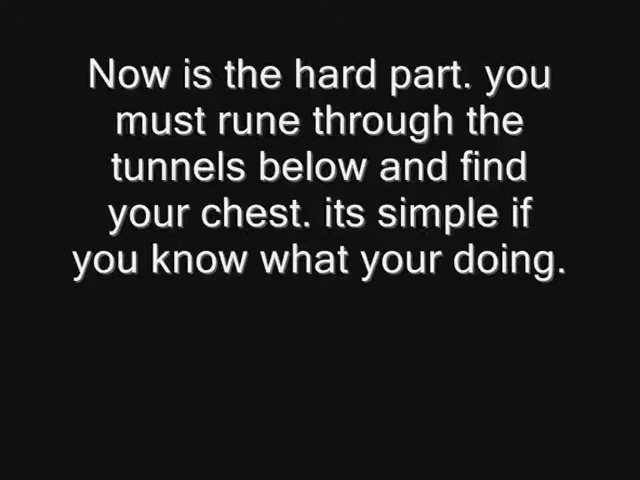 Now is the hard part. you
must rune through the
tunnels below and find
your chest. its simple if
you know what your doing.